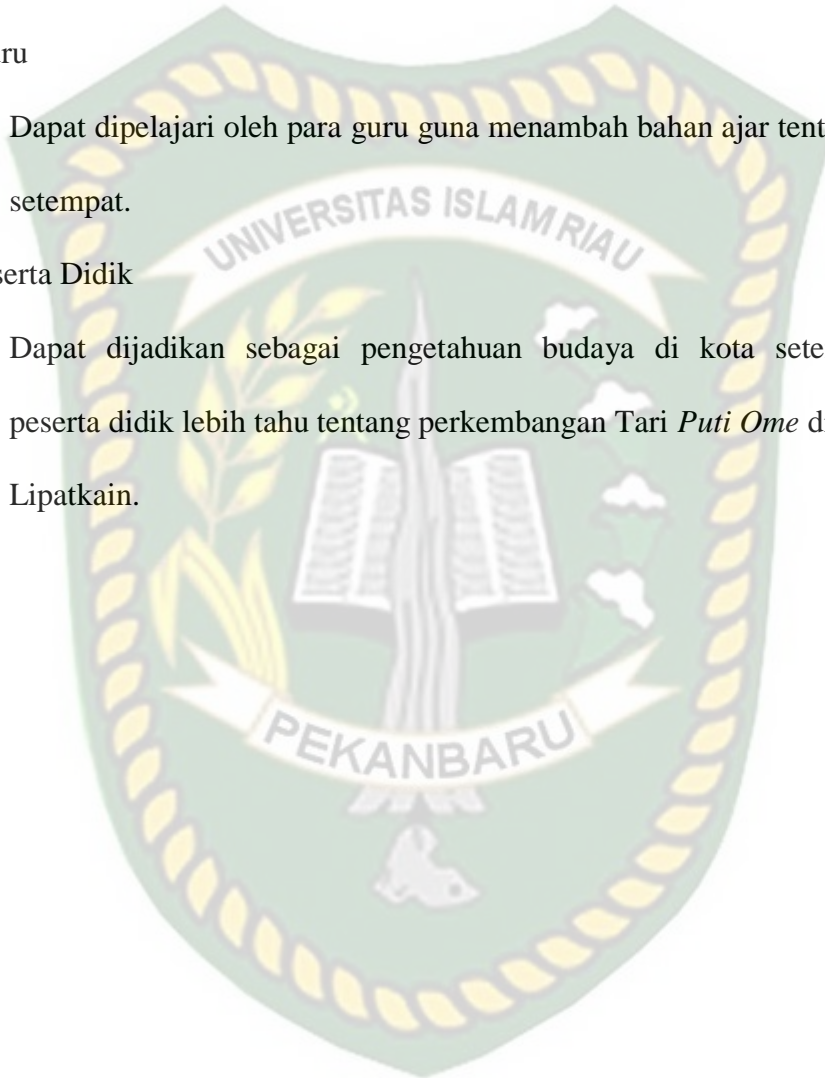 ru
Dapat dipelajari oleh para guru guna menambah bahan ajar tent
setempat.
UNIVERSITAS ISLAM RIAU
serta Didik
Dapat dijadikan sebagai pengetahuan budaya di kota sete
peserta didik lebih tahu tentang perkembangan Tari Puti Ome d
Lipatkain.
PEKANBARU